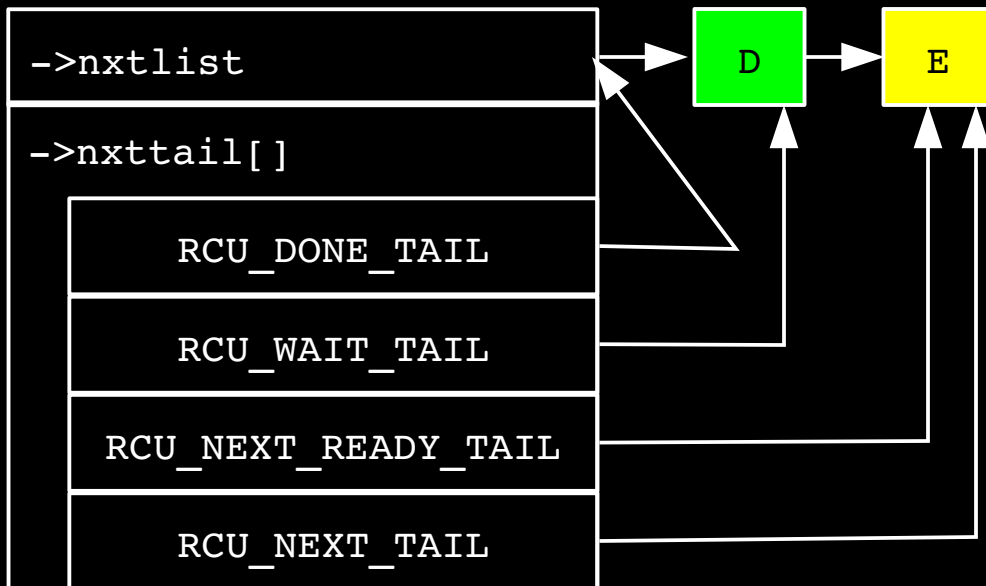 ->nxtlist
D
E
->nxttail[]
RCU_DONE_TAIL
RCU_WAIT_TAIL
RCU_NEXT_READY_TAIL
RCU_NEXT_TAIL